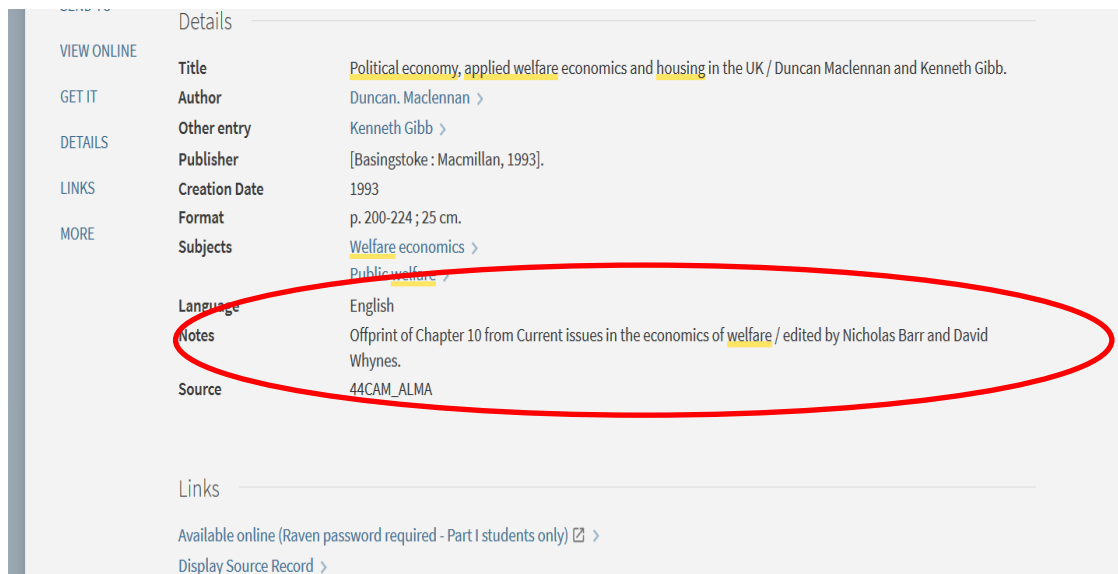 SEND TO
Details
VIEW ONLINE
Title Political economy, applied welfare economics and housing in the UK / Duncan Maclennan and Kenneth Gibb.
GET IT
Author Duncan. Maclennan >
Other entry Kenneth Gibb >
DETAILS
Publisher [Basingstoke : Macmillan, 1993].
LINKS
Creation Date 1993
Format p. 200-224 ; 25 cm.
MORE
Subjects Welfare economics >
Public welfare >
Language English
Notes Offprint of Chapter 10 from Current issues in the economics of welfare / edited by Nicholas Barr and David
Whynes.
Source 44CAM_ALMA
Links
Available online (Raven password required - Part I students only) >
Display Source Record >